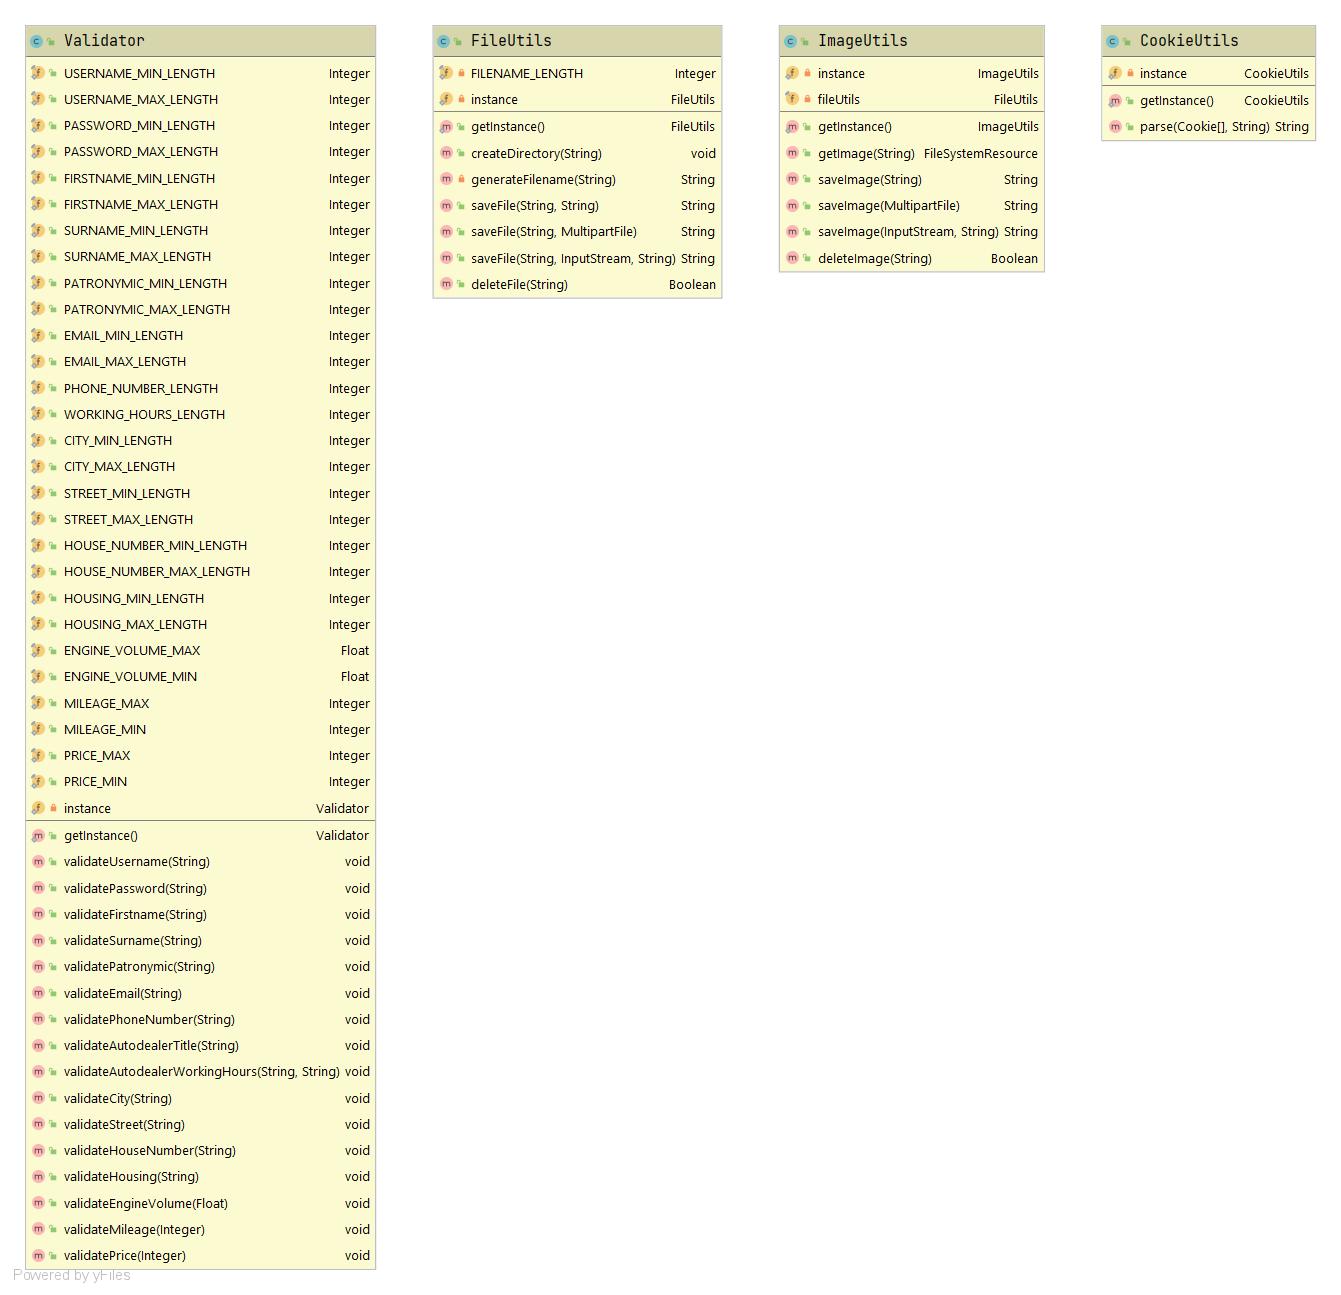 Validator
USERNAME_MIN_LENGTH Integer
USERNAME_MAX_LENGTH Integer
PASSWORD_MIN_LENGTH Integer
PASSWORD_MAX_LENGTH Integer
FIRSTNAME_MIN_LENGTH Integer
FIRSTNAME_MAX_LENGTH Integer
SURNAME_MIN_LENGTH Integer
SURNAME_MAX_LENGTH Integer
PATRONYMIC_MIN_LENGTH Integer
PATRONYMIC_MAX_LENGTH Integer
EMAIL_MIN_LENGTH Integer
EMAIL_MAX_LENGTH Integer
PHONE_NUMBER_LENGTH Integer
WORKING_HOURS_LENGTH Integer
CITY_MIN_LENGTH Integer
CITY_MAX_LENGTH Integer
STREET_MIN_LENGTH Integer
STREET_MAX_LENGTH Integer
HOUSE_NUMBER_MIN_LENGTH Integer
HOUSE_NUMBER_MAX_LENGTH Integer
HOUSING_MIN_LENGTH Integer
HOUSING_MAX_LENGTH Integer
ENGINE_VOLUME_MAX Float
ENGINE_VOLUME_MIN Float
MILEAGE_MAX Integer
MILEAGE_MIN Integer
PRICE_MAX Integer
PRICE_MIN Integer
instance Validator
getInstance() Validator
validateUsername(String) void
validatePassword(String) void
validateFirstname(String) void
validateSurname(String) void
validatePatronymic(String) void
validateEmail(String) void
validatePhoneNumber(String) void
validateAutodealerTitle(String) void
validateAutodealerWorkingHours(String, String) void
validateCity(String) void
validateStreet(String) void
validateHouseNumber(String) void
validateHousing(String) void
validateEngineVolume(Float) void
validateMileage(Integer) void
validatePrice(Integer) void
FileUtils
FILENAME_LENGTH Integer
instance FileUtils
getInstance() FileUtils
createDirectory(String) void
generateFilename(String) String
saveFile(String, String) String
saveFile(String, MultipartFile) String
saveFile(String, InputStream, String) String
deleteFile(String) Boolean
ImageUtils
instance ImageUtils
fileUtils FileUtils
getInstance() ImageUtils
getImage(String) FileSystemResource
saveImage(String) String
saveImage(MultipartFile) String
saveImage(InputStream, String) String
deleteImage(String) Boolean
CookieUtils
instance CookieUtils
getInstance() CookieUtils
parse(Cookie[], String) String
Powered by yFiles